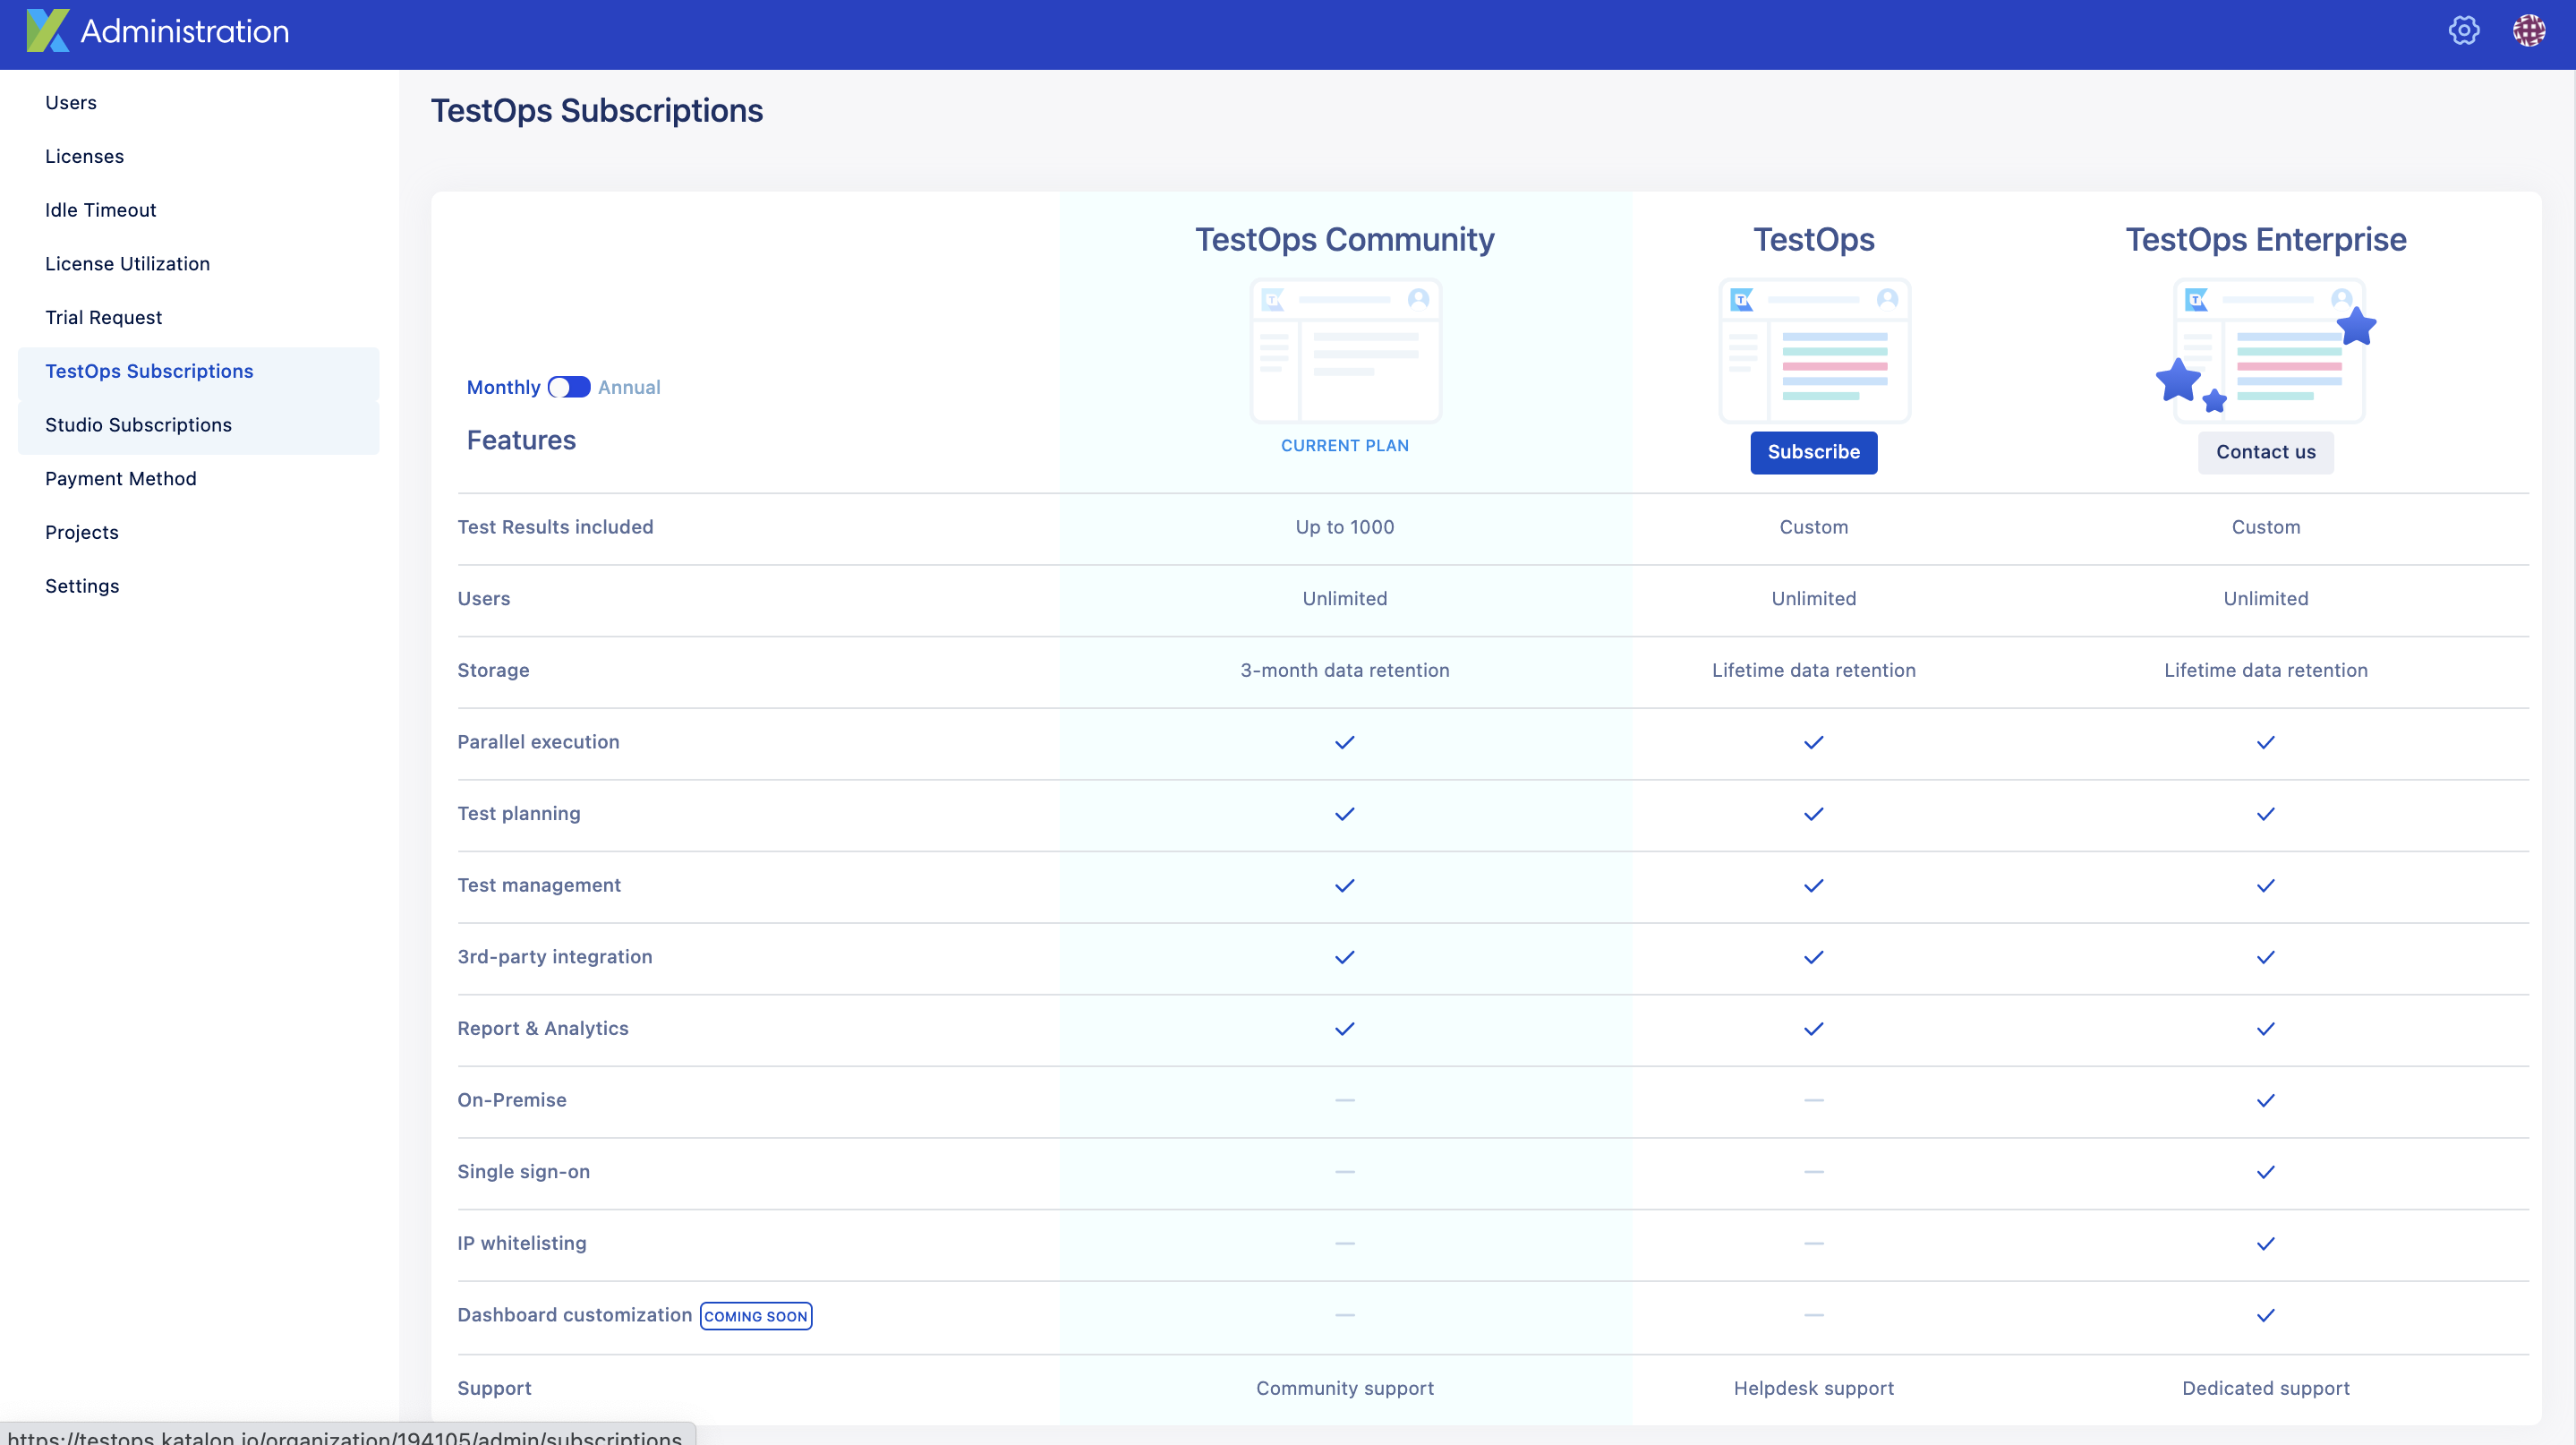 Administration
Users
Licenses
Idle Timeout
License Utilization
Trial Request
TestOps Subscriptions
Studio Subscriptions
Payment Method
Projects
Settings
TestOps Subscriptions
TestOps Community
TestOps
TestOps Enterprise
Monthly Annual
Features
CURRENT PLAN
Subscribe
Contact us
Test Results included Up to 1000 Custom Custom
Users Unlimited Unlimited Unlimited
Storage 3-month data retention Lifetime data retention Lifetime data retention
Parallel execution
Test planning
Test management
3rd-party integration
Report & Analytics
On-Premise
Single sign-on
IP whitelisting
Dashboard customization COMING SOON
Support Community support Helpdesk support Dedicated support
https://testops.katalon.io/organization/194105/admin/subscriptions